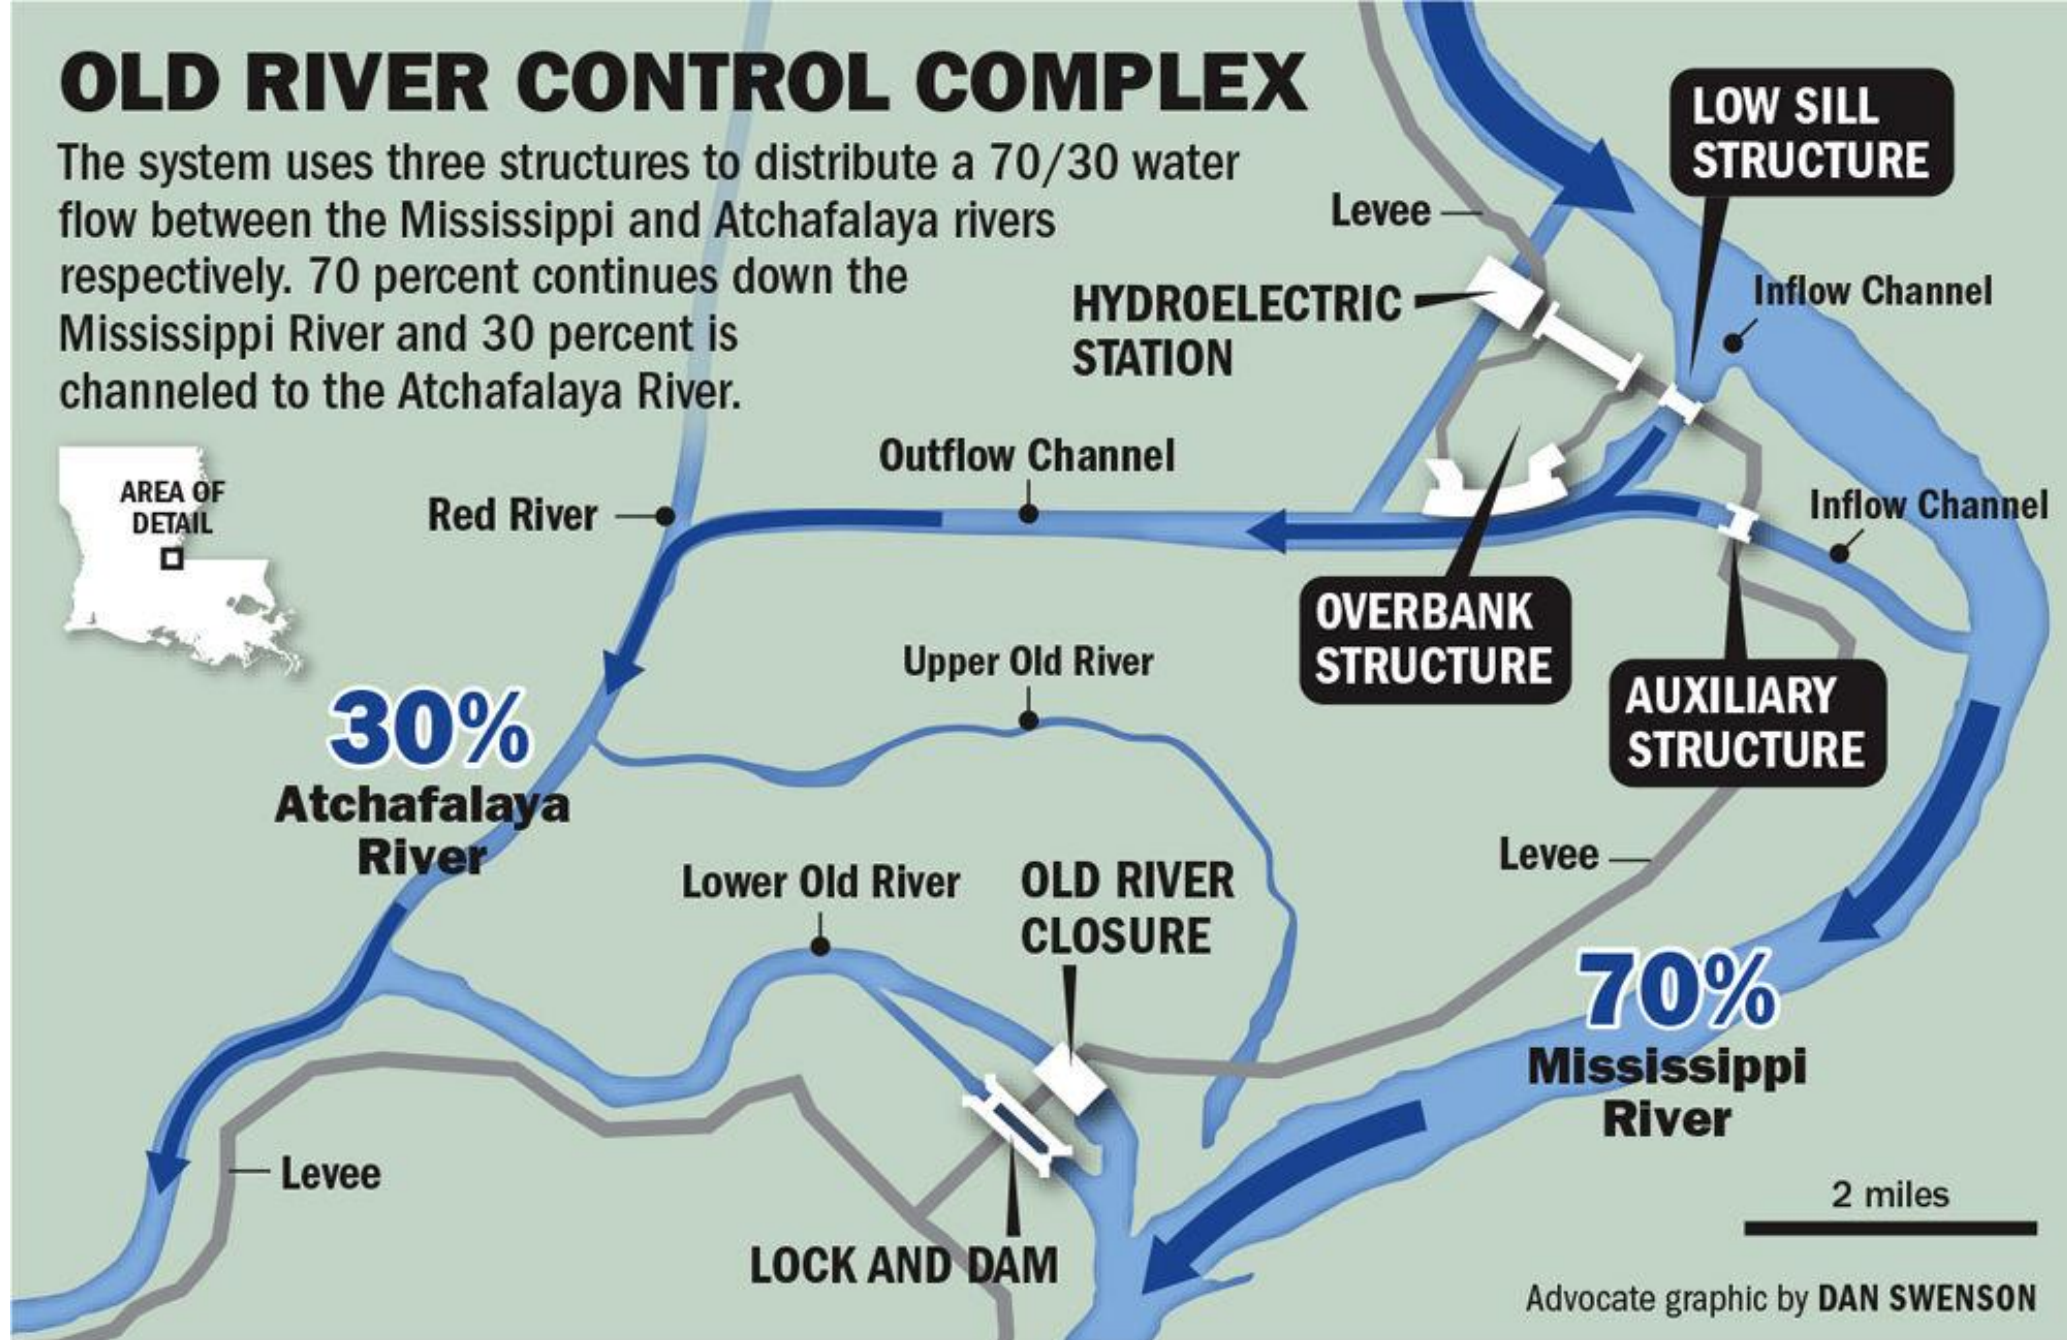 OLD RIVER CONTROL COMPLEX
The system uses three structures to distribute a 70/30 water
flow between the Mississippi and Atchafalaya rivers
respectively. 70 percent continues down the
Mississippi River and 30 percent is
channeled to the Atchafalaya River.
LOW SILL
STRUCTURE
Levee
Inflow Channel
HYDROELECTRIC
STATION
Outflow Channel
AREA OF
DETAIL
Red River
Inflow Channel
OVERBANK
STRUCTURE
Upper Old River
AUXILIARY
STRUCTURE
30%
Atchafalaya
River
Levee
Lower Old River
OLD RIVER
CLOSURE
70%
Mississippi
River
Levee
2 miles
LOCK AND DAM
Advocate graphic by DAN SWENSON